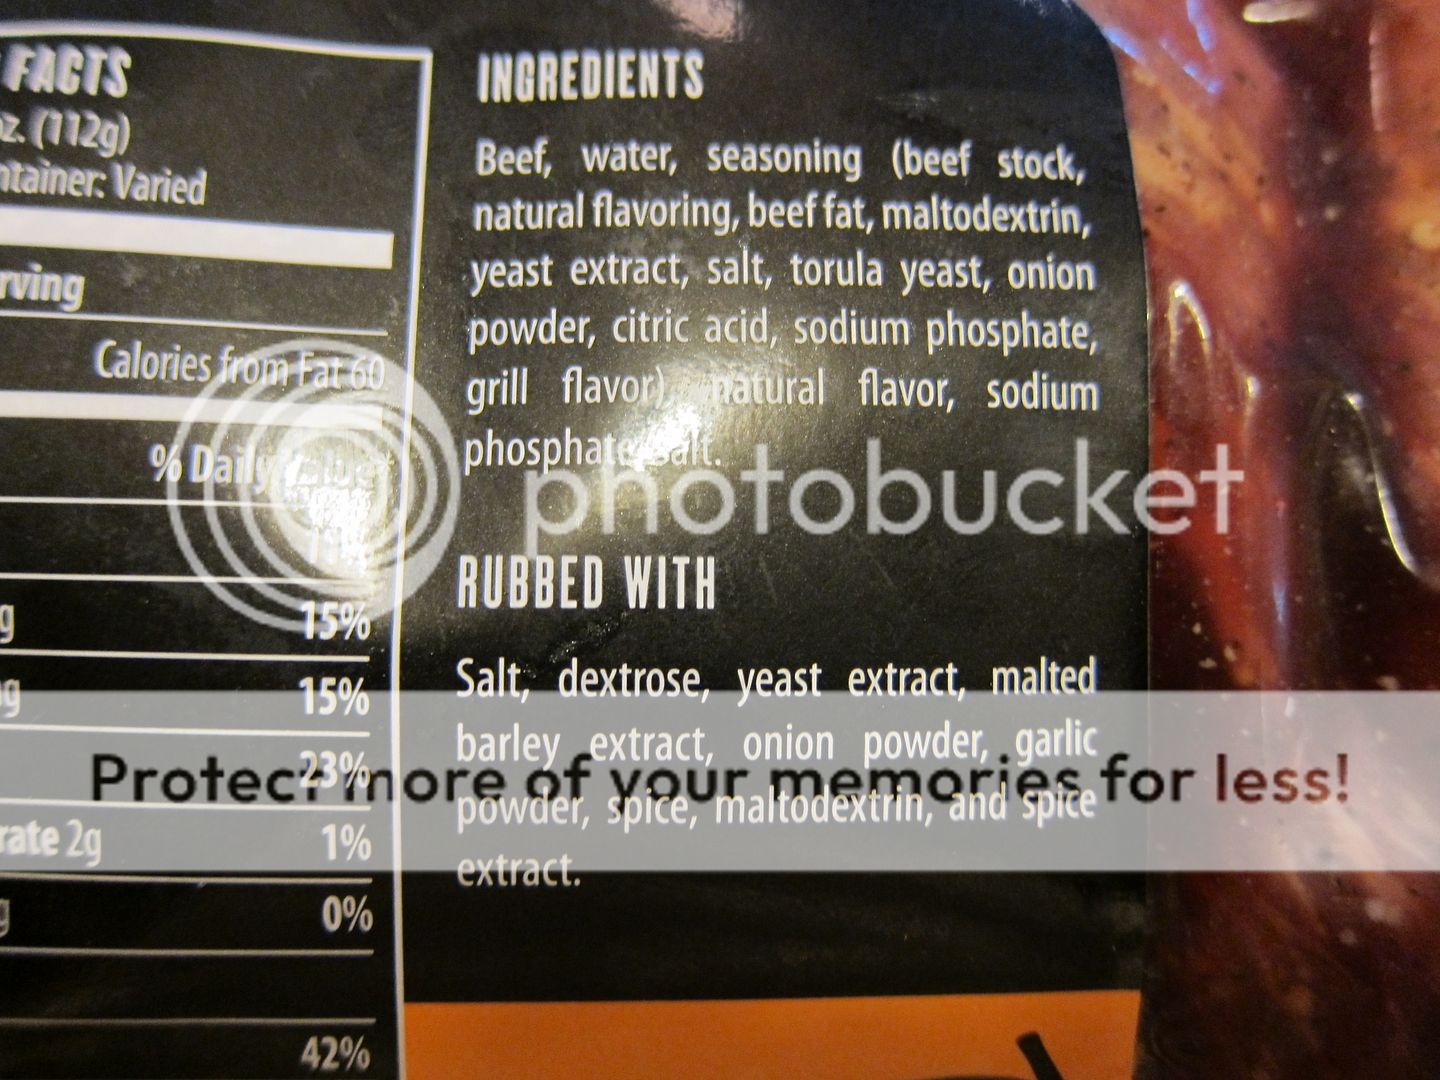 FACTS
oz. (112g)
ntainer: Varied
rving
Calories from Fat 60
% Daily Value*
11%
g 15%
ng 15%
23%
rate 2g 1%
g 0%
42%
INGREDIENTS
Beef, water, seasoning (beef stock,
natural flavoring, beef fat, maltodextrin,
yeast extract, salt, torula yeast, onion
powder, citric acid, sodium phosphate,
grill flavor), natural flavor, sodium
phosphate, salt.
RUBBED WITH
Salt, dextrose, yeast extract, malted
barley extract, onion powder, garlic
powder, spice, maltodextrin, and spice
extract.
photobucket
Protect more of your memories for less!